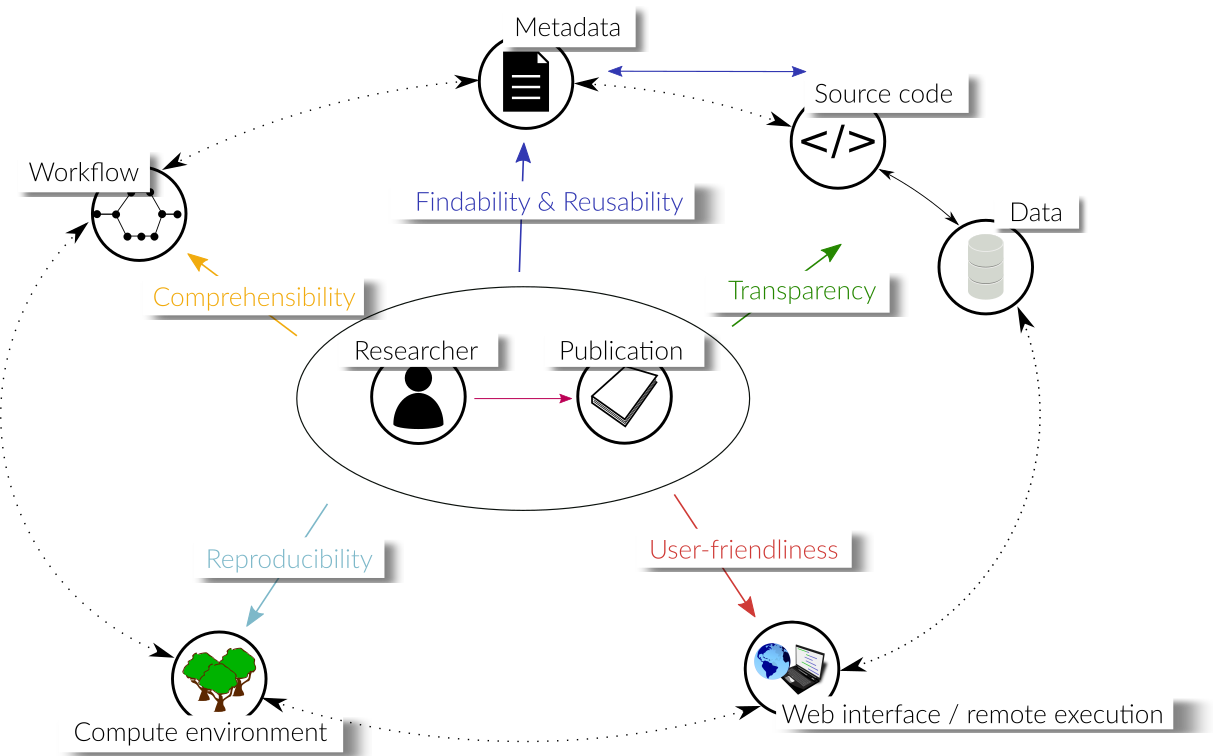 Metadata
Source code
</>
Workflow
Findability & Reusability
Data
Comprehensibility
Transparency
Researcher
Publication
Reproducibility
User-friendliness
Compute environment
Web interface / remote execution